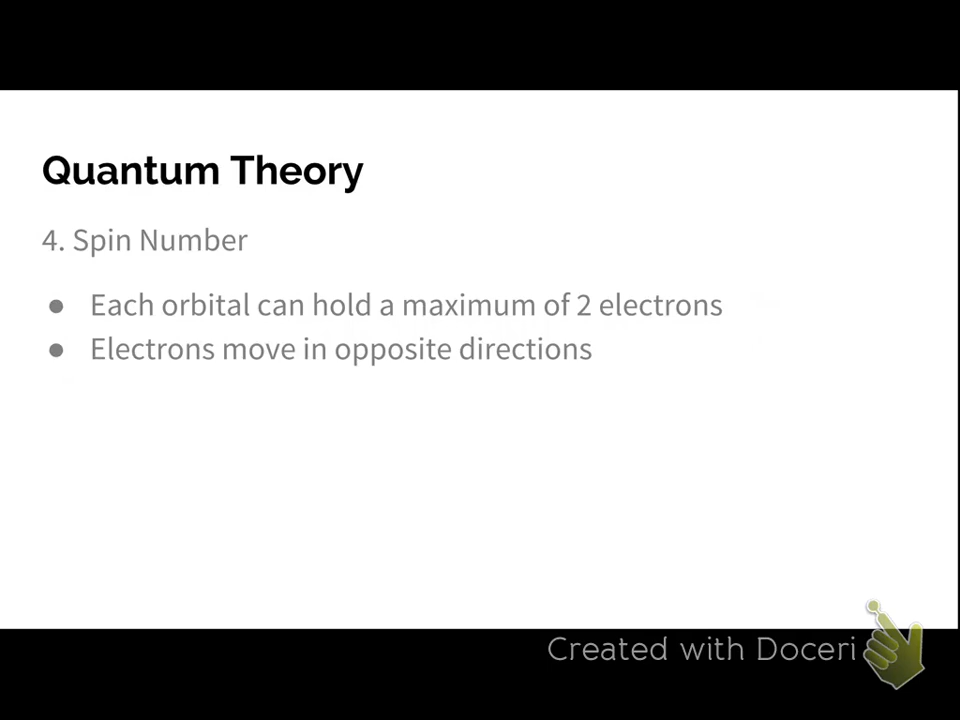 Quantum Theory
4. Spin Number
● Each orbital can hold a maximum of 2 electrons
● Electrons move in opposite directions
Created with Doceri